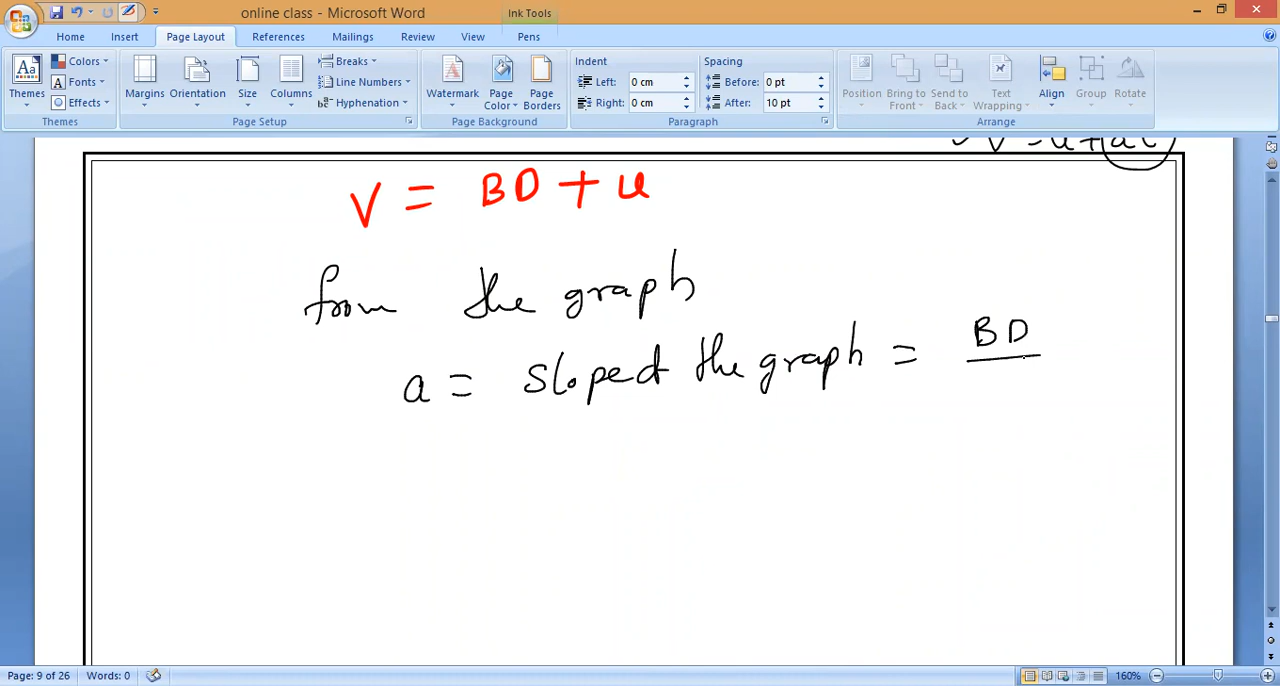 online class - Microsoft Word
Ink Tools
Home Insert Page Layout References Mailings Review View Pens
Themes
Colors
Fonts
Effects
Themes
Margins
Orientation
Size
Columns
Breaks
Line Numbers
Hyphenation
Page Setup
Watermark
Page Color
Page Borders
Page Background
Indent
Left: 0 cm
Right: 0 cm
Spacing
Before: 0 pt
After: 10 pt
Paragraph
Position
Bring to Front
Send to Back
Text Wrapping
Align
Group
Rotate
Arrange
V = BD + u
from the graph
a = slope of the graph = BD
Page: 9 of 26 Words: 0 160%